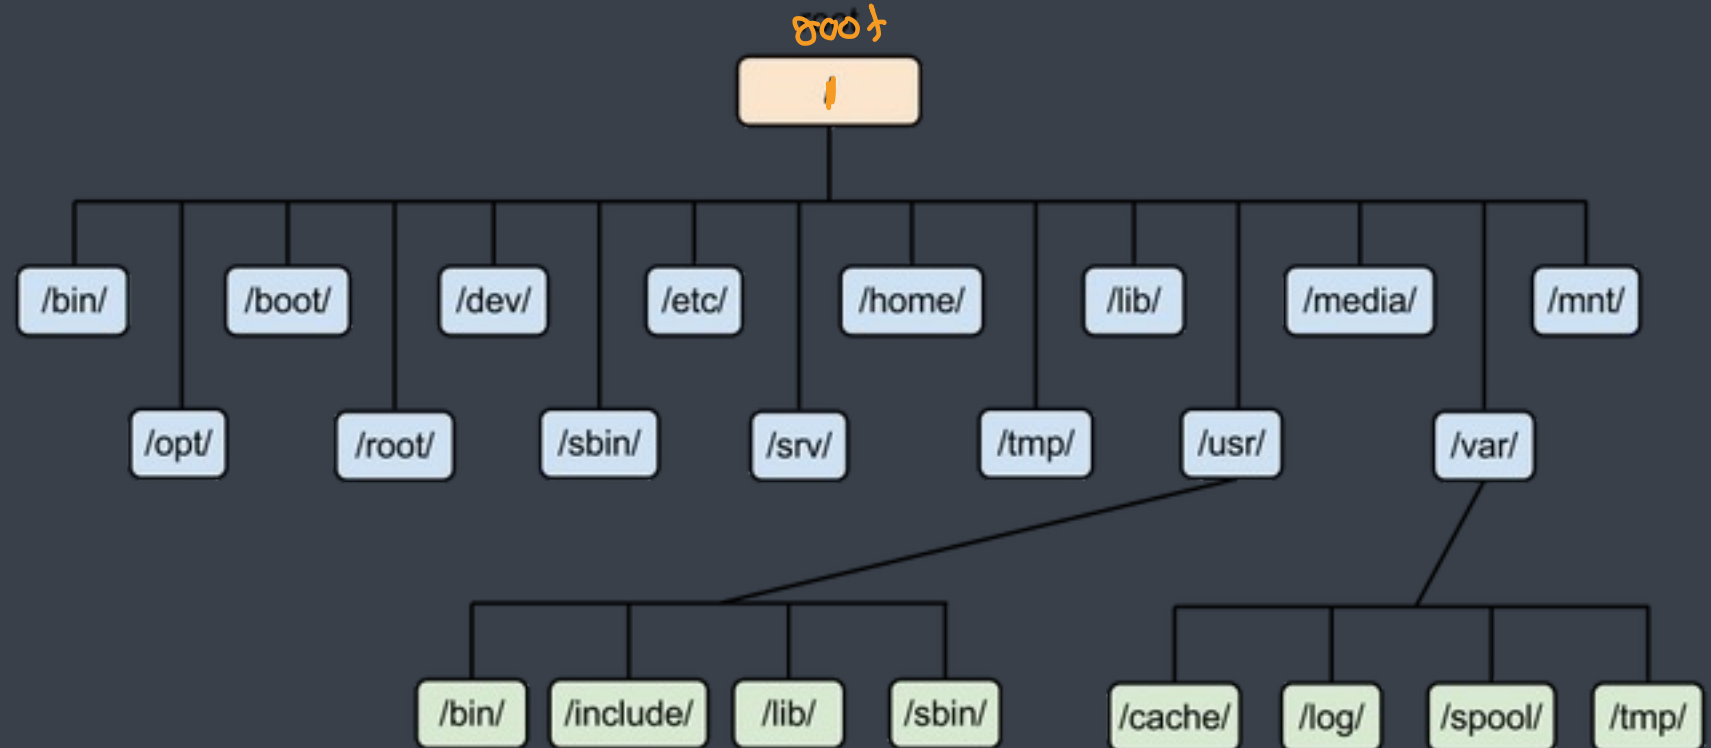 root
/
/bin/ /boot/ /dev/ /etc/ /home/ /lib/ /media/ /mnt/
/opt/ /root/ /sbin/ /srv/ /tmp/ /usr/ /var/
/bin/ /include/ /lib/ /sbin/ /cache/ /log/ /spool/ /tmp/